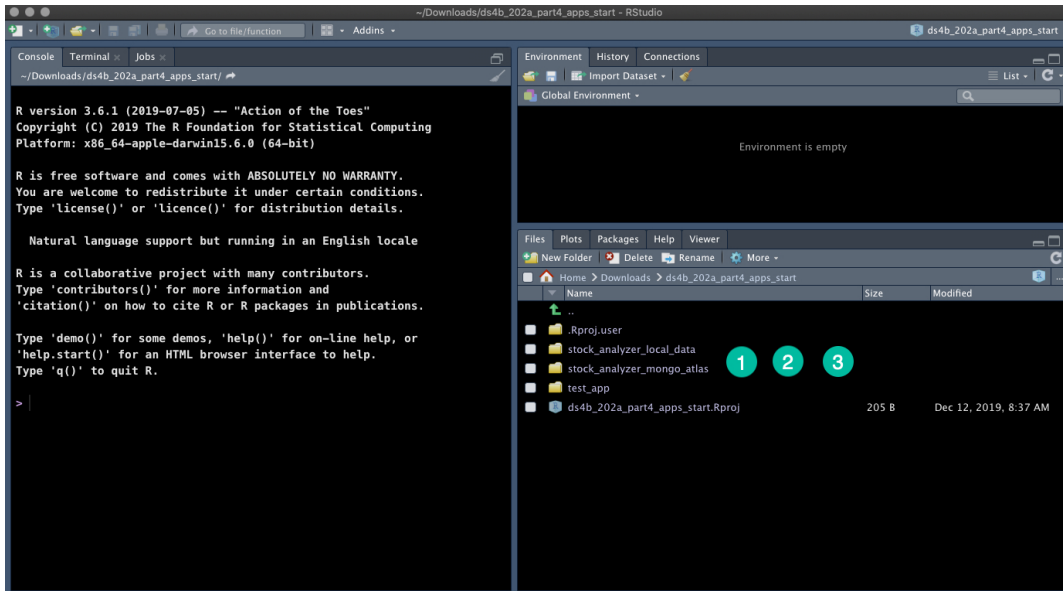 ~/Downloads/ds4b_202a_part4_apps_start - RStudio
Go to file/function
Addins
ds4b_202a_part4_apps_start
Console Terminal Jobs
~/Downloads/ds4b_202a_part4_apps_start/
R version 3.6.1 (2019-07-05) -- "Action of the Toes"
Copyright (C) 2019 The R Foundation for Statistical Computing
Platform: x86_64-apple-darwin15.6.0 (64-bit)
R is free software and comes with ABSOLUTELY NO WARRANTY.
You are welcome to redistribute it under certain conditions.
Type 'license()' or 'licence()' for distribution details.
Natural language support but running in an English locale
R is a collaborative project with many contributors.
Type 'contributors()' for more information and
'citation()' on how to cite R or R packages in publications.
Type 'demo()' for some demos, 'help()' for on-line help, or
'help.start()' for an HTML browser interface to help.
Type 'q()' to quit R.
>
Environment History Connections
Import Dataset
List
Global Environment
Environment is empty
Files Plots Packages Help Viewer
New Folder Delete Rename More
Home > Downloads > ds4b_202a_part4_apps_start
Name Size Modified
..
.Rproj.user
stock_analyzer_local_data
stock_analyzer_mongo_atlas
1 2 3
test_app
ds4b_202a_part4_apps_start.Rproj 205 B Dec 12, 2019, 8:37 AM